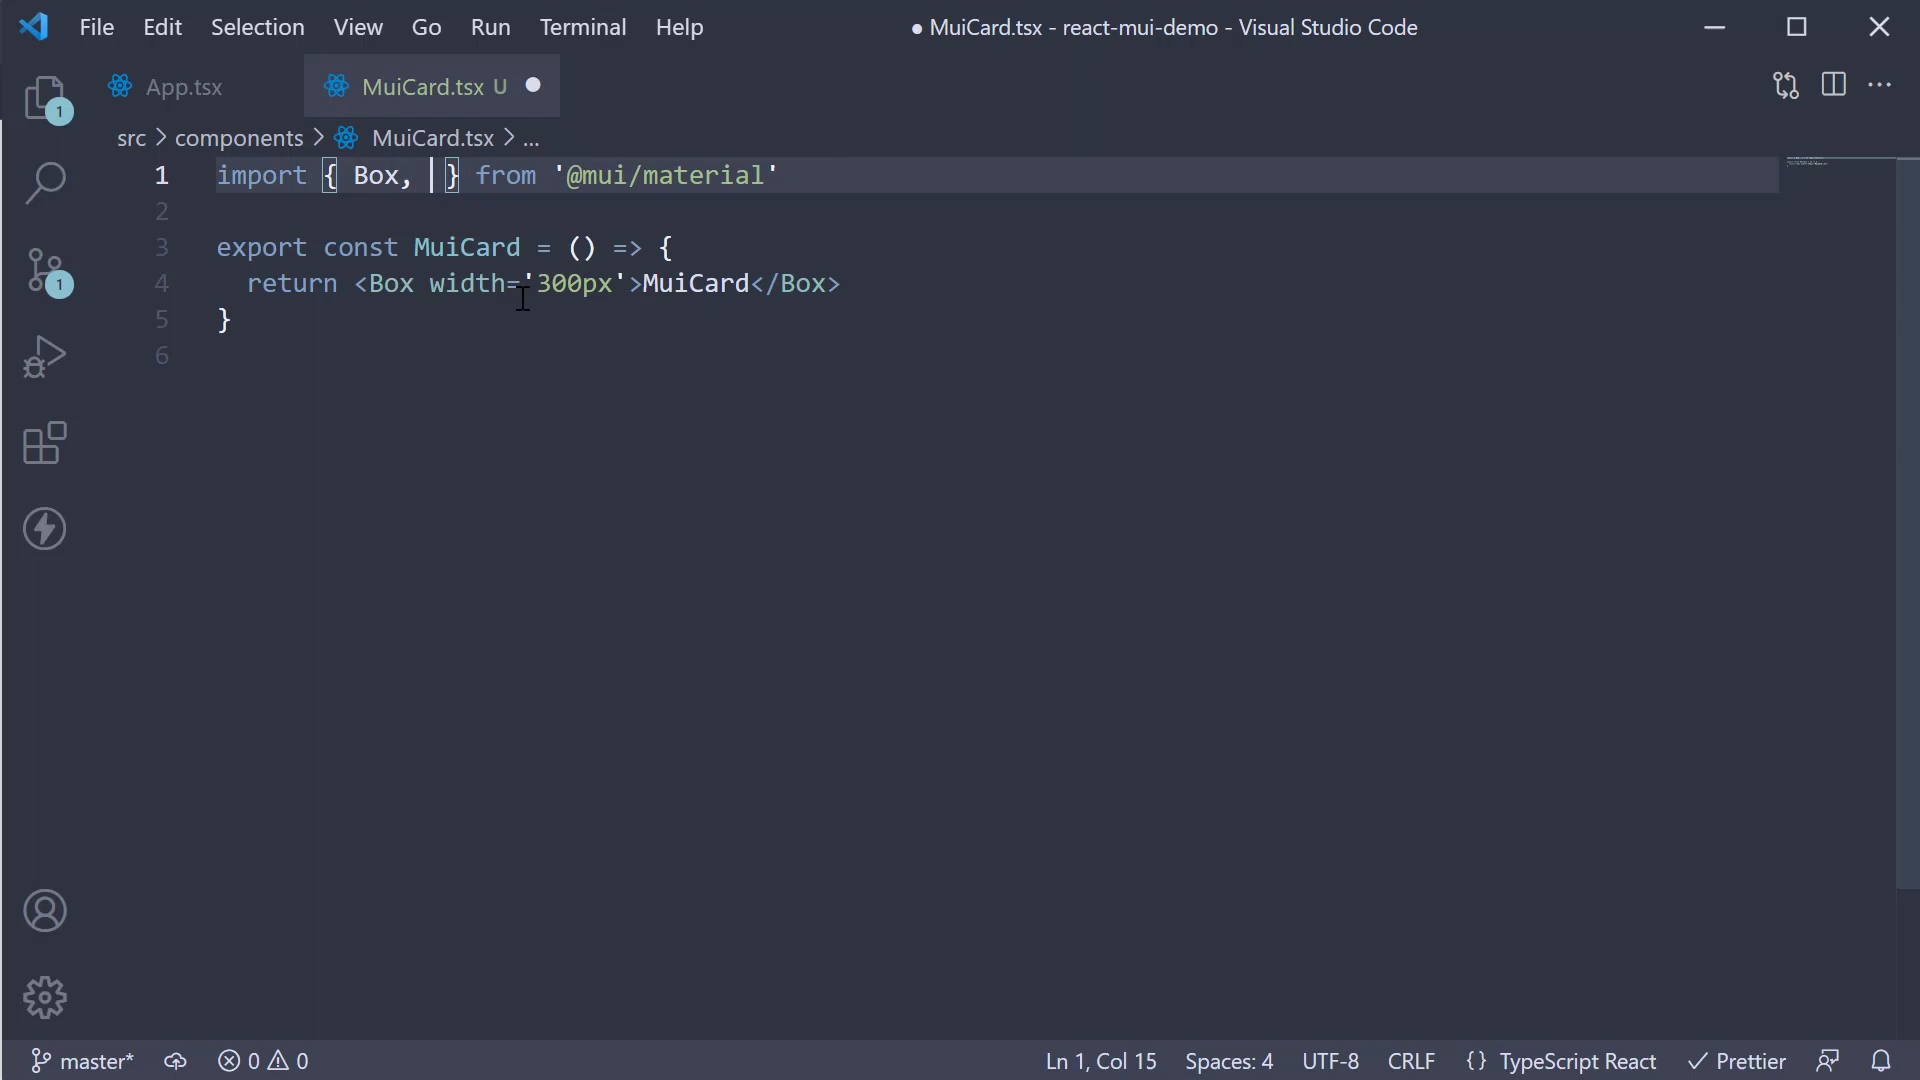 File Edit Selection View Go Run Terminal Help
● MuiCard.tsx - react-mui-demo - Visual Studio Code
App.tsx
MuiCard.tsx U
src > components > MuiCard.tsx > ...
1 import { Box, } from '@mui/material'
2
3 export const MuiCard = () => {
4 return <Box width='300px'>MuiCard</Box>
5 }
6
1
1
master*
0 0
Ln 1, Col 15
Spaces: 4
UTF-8
CRLF
{} TypeScript React
Prettier